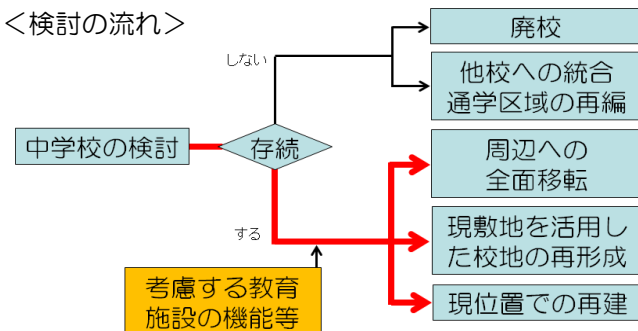 ＜検討の流れ＞
しない
廃校
他校への統合
通学区域の再編
中学校の検討
存続
周辺への
全面移転
する
現敷地を活用し
た校地の再形成
考慮する教育
施設の機能等
現位置での再建